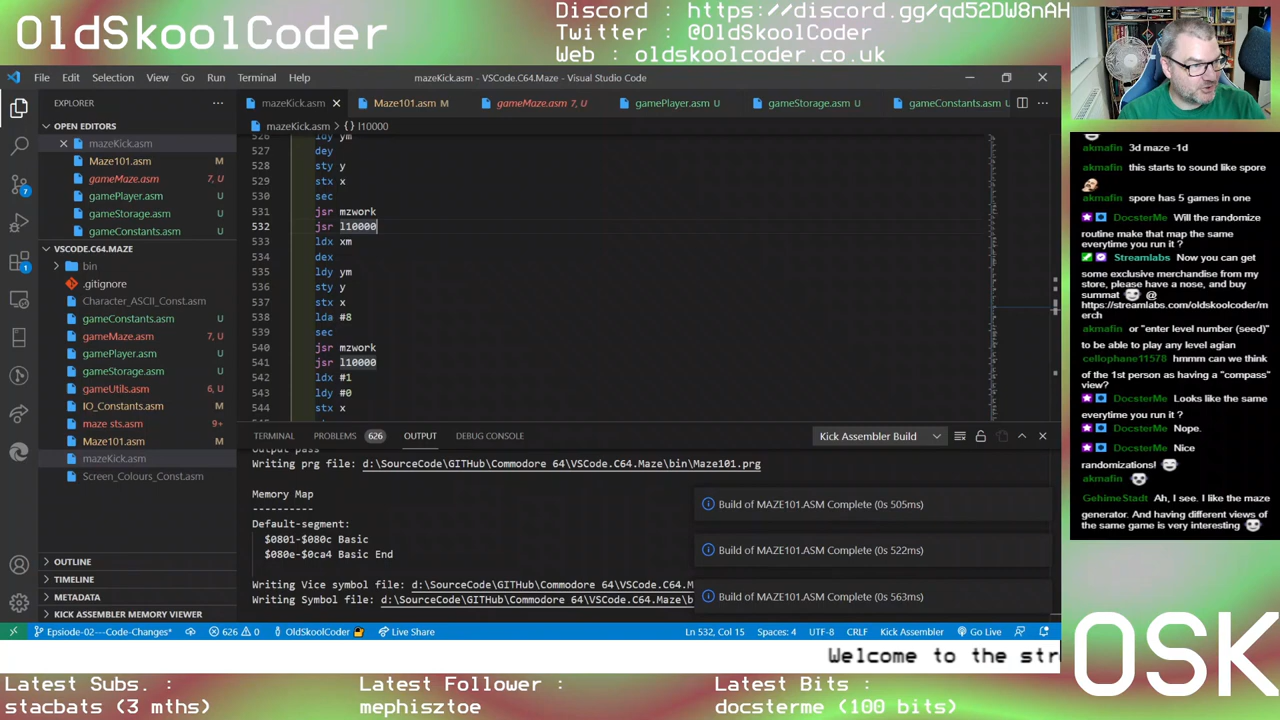 OldSkoolCoder
Discord : https://discord.gg/qd52DW8nAH
Twitter : @OldSkoolCoder
Web : oldskoolcoder.co.uk
File Edit Selection View Go Run Terminal Help
mazeKick.asm - VSCode.C64.Maze - Visual Studio Code
EXPLORER
mazeKick.asm
Maze101.asm M
gameMaze.asm 7, U
gamePlayer.asm U
gameStorage.asm U
gameConstants.asm U
mazeKick.asm > {} l10000
OPEN EDITORS
mazeKick.asm
Maze101.asm M
gameMaze.asm 7, U
gamePlayer.asm U
gameStorage.asm U
gameConstants.asm U
VSCODE.C64.MAZE
bin
.gitignore
Character_ASCII_Const.asm
gameConstants.asm U
gameMaze.asm 7, U
gamePlayer.asm U
gameStorage.asm U
gameUtils.asm 6, U
IO_Constants.asm M
maze sts.asm 9+
Maze101.asm M
mazeKick.asm
Screen_Colours_Const.asm
OUTLINE
TIMELINE
COMMENTS
KICK ASSEMBLER MEMORY VIEWER
526 ldy ym
527 dey
528 sty y
529 stx x
530 sec
531 jsr mzwork
532 jsr l10000
533 ldx xm
534 dex
535 ldy ym
536 sty y
537 stx x
538 lda #8
539 sec
540 jsr mzwork
541 jsr l10000
542 ldx #1
543 ldy #0
544 stx x
TERMINAL PROBLEMS 626 OUTPUT DEBUG CONSOLE
Kick Assembler Build
Output pass
Writing prg file: d:\SourceCode\GITHub\Commodore 64\VSCode.C64.Maze\bin\Maze101.prg
Memory Map
----------
Default-segment:
$0801-$080c Basic
$080e-$0ca4 Basic End
Writing Vice symbol file: d:\SourceCode\GITHub\Commodore 64\VSCode.C64.M
Writing Symbol file: d:\SourceCode\GITHub\Commodore 64\VSCode.C64.Maze\b
Build of MAZE101.ASM Complete (0s 505ms)
Build of MAZE101.ASM Complete (0s 522ms)
Build of MAZE101.ASM Complete (0s 563ms)
Epsiode-02---Code-Changes* 626 0 OldSkoolCoder Live Share
Ln 532, Col 15 Spaces: 4 UTF-8 CRLF Kick Assembler Go Live
akmafin 3d maze -1d
akmafin this starts to sound like spore
akmafin spore has 5 games in one
DocsterMe Will the randomize
routine make that map the same
everytime you run it ?
Streamlabs Now you can get
some exclusive merchandise from my
store, please have a nose, and buy
summat @
https://streamlabs.com/oldskoolcoder/m
erch
akmafin or "enter level number (seed)"
to be able to play any level agian
cellophane11578 hmmm can we think
of the 1st person as having a "compass"
view?
DocsterMe Looks like the same
everytime you run it ?
DocsterMe Nope.
DocsterMe Nice
randomizations!
akmafin
GehimeStadt Ah, I see. I like the maze
generator. And having different views of
the same game is very interesting
OSK
Welcome to the str
Latest Subs. :
stacbats (3 mths)
Latest Follower :
mephisztoe
Latest Bits :
docsterme (100 bits)